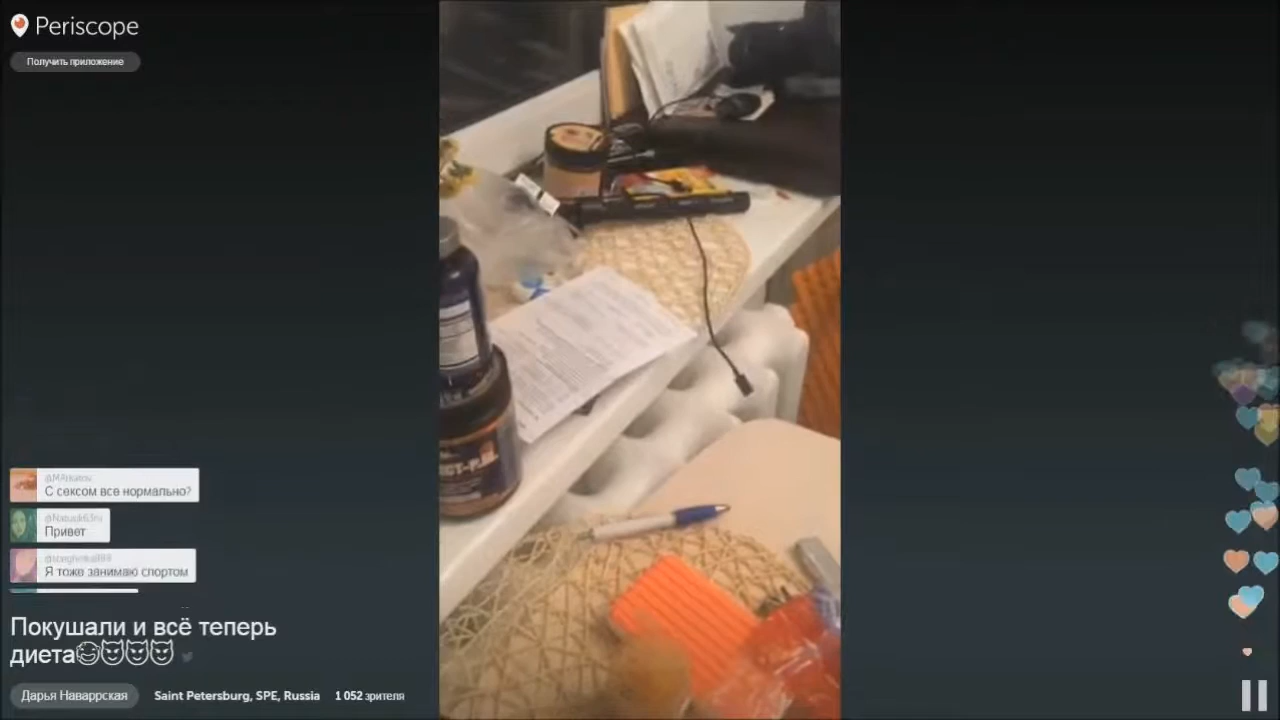 Periscope
Получить приложение
С сексом все нормально?
Привет
Я тоже занимаю спортом
Покушали и всё теперь
диета
Дарья Наваррская
Saint Petersburg, SPE, Russia
1 052 зрителя